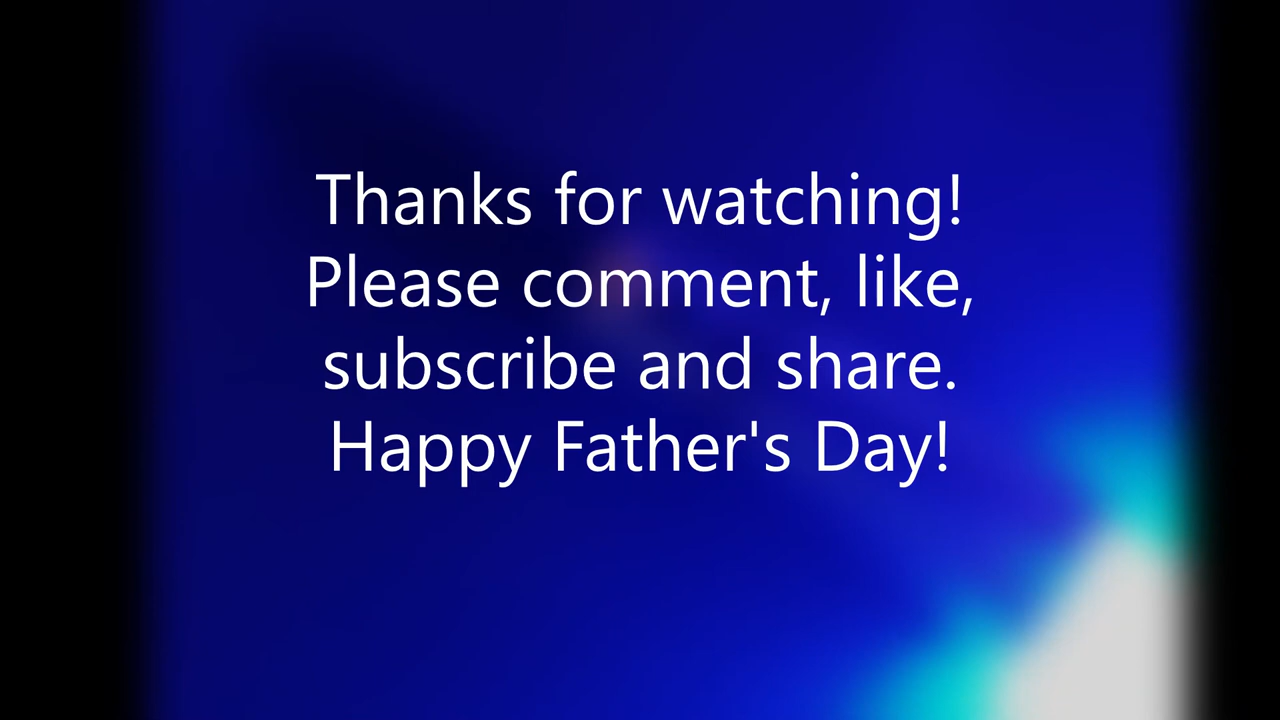 Thanks for watching!
Please comment, like,
subscribe and share.
Happy Father's Day!